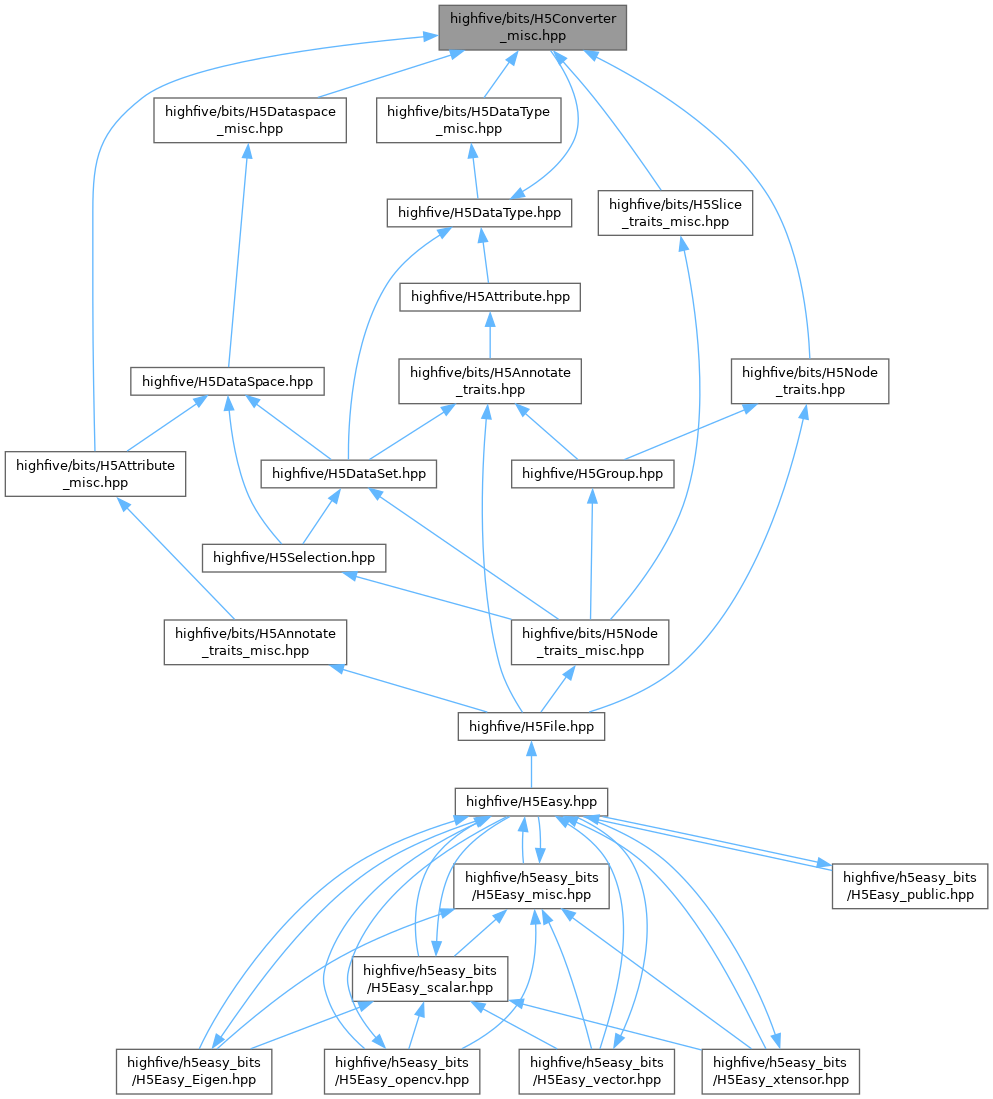 highfive/bits/H5Converter
_misc.hpp
highfive/bits/H5Dataspace
_misc.hpp
highfive/bits/H5DataType
_misc.hpp
highfive/H5DataType.hpp
highfive/bits/H5Slice
_traits_misc.hpp
highfive/H5Attribute.hpp
highfive/H5DataSpace.hpp
highfive/bits/H5Annotate
_traits.hpp
highfive/bits/H5Node
_traits.hpp
highfive/bits/H5Attribute
_misc.hpp
highfive/H5DataSet.hpp
highfive/H5Group.hpp
highfive/H5Selection.hpp
highfive/bits/H5Annotate
_traits_misc.hpp
highfive/bits/H5Node
_traits_misc.hpp
highfive/H5File.hpp
highfive/H5Easy.hpp
highfive/h5easy_bits
/H5Easy_misc.hpp
highfive/h5easy_bits
/H5Easy_public.hpp
highfive/h5easy_bits
/H5Easy_scalar.hpp
highfive/h5easy_bits
/H5Easy_Eigen.hpp
highfive/h5easy_bits
/H5Easy_opencv.hpp
highfive/h5easy_bits
/H5Easy_vector.hpp
highfive/h5easy_bits
/H5Easy_xtensor.hpp